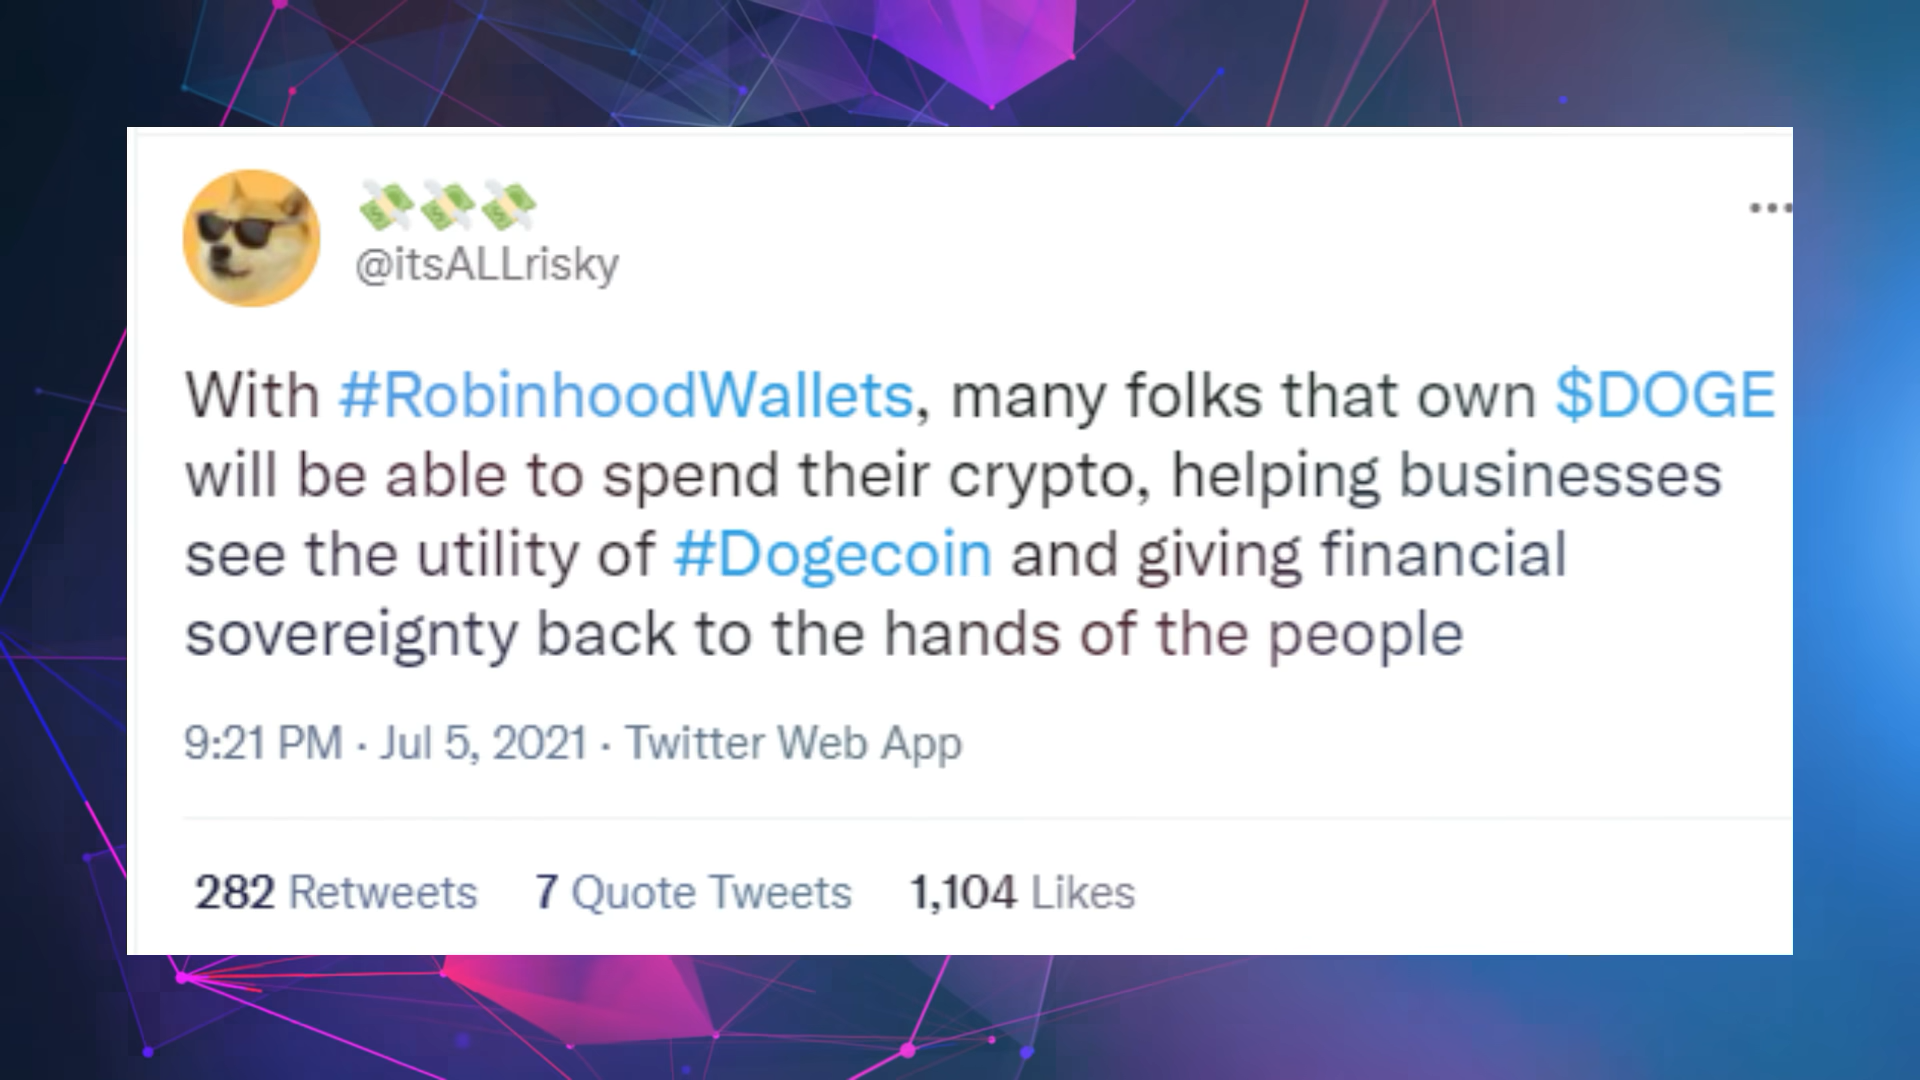 💸💸💸
@itsALLrisky
With #RobinhoodWallets, many folks that own $DOGE
will be able to spend their crypto, helping businesses
see the utility of #Dogecoin and giving financial
sovereignty back to the hands of the people
9:21 PM · Jul 5, 2021 · Twitter Web App
282 Retweets 7 Quote Tweets 1,104 Likes